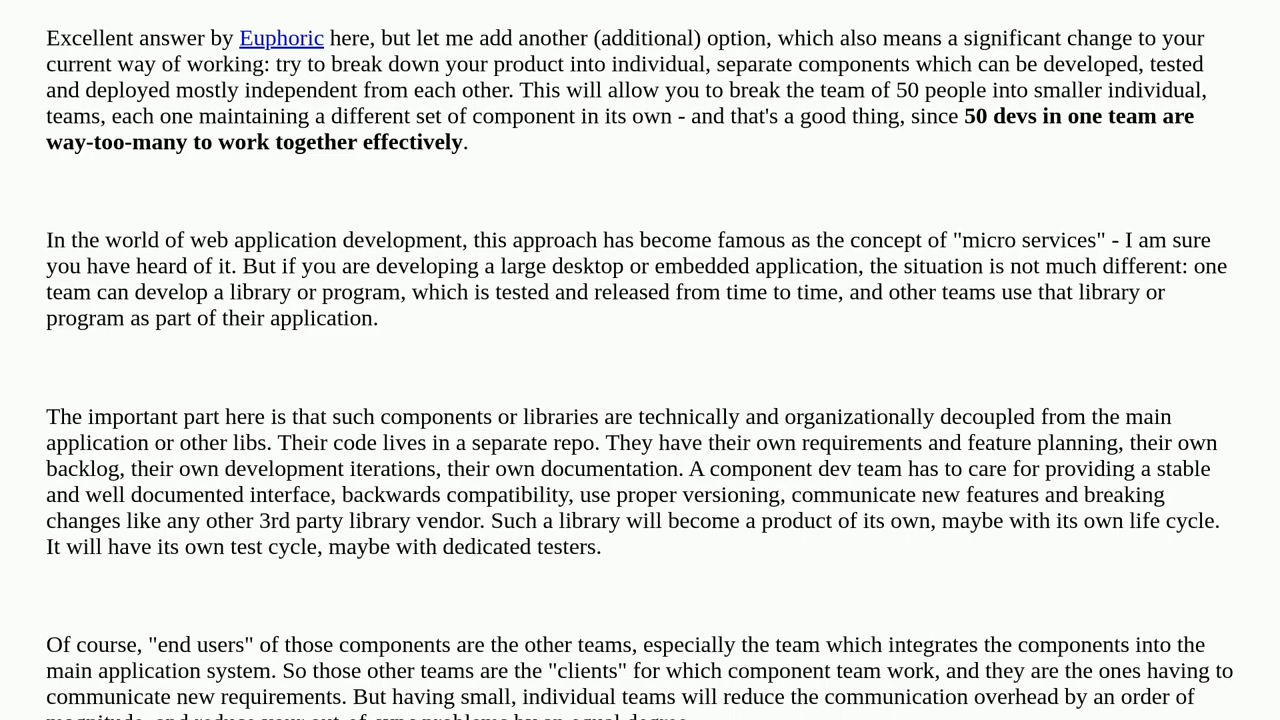 Excellent answer by Euphoric here, but let me add another (additional) option, which also means a significant change to your
current way of working: try to break down your product into individual, separate components which can be developed, tested
and deployed mostly independent from each other. This will allow you to break the team of 50 people into smaller individual,
teams, each one maintaining a different set of component in its own - and that's a good thing, since 50 devs in one team are
way-too-many to work together effectively.
In the world of web application development, this approach has become famous as the concept of "micro services" - I am sure
you have heard of it. But if you are developing a large desktop or embedded application, the situation is not much different: one
team can develop a library or program, which is tested and released from time to time, and other teams use that library or
program as part of their application.
The important part here is that such components or libraries are technically and organizationally decoupled from the main
application or other libs. Their code lives in a separate repo. They have their own requirements and feature planning, their own
backlog, their own development iterations, their own documentation. A component dev team has to care for providing a stable
and well documented interface, backwards compatibility, use proper versioning, communicate new features and breaking
changes like any other 3rd party library vendor. Such a library will become a product of its own, maybe with its own life cycle.
It will have its own test cycle, maybe with dedicated testers.
Of course, "end users" of those components are the other teams, especially the team which integrates the components into the
main application system. So those other teams are the "clients" for which component team work, and they are the ones having to
communicate new requirements. But having small, individual teams will reduce the communication overhead by an order of
magnitude, and reduce your out-of-sync problems by an equal degree.